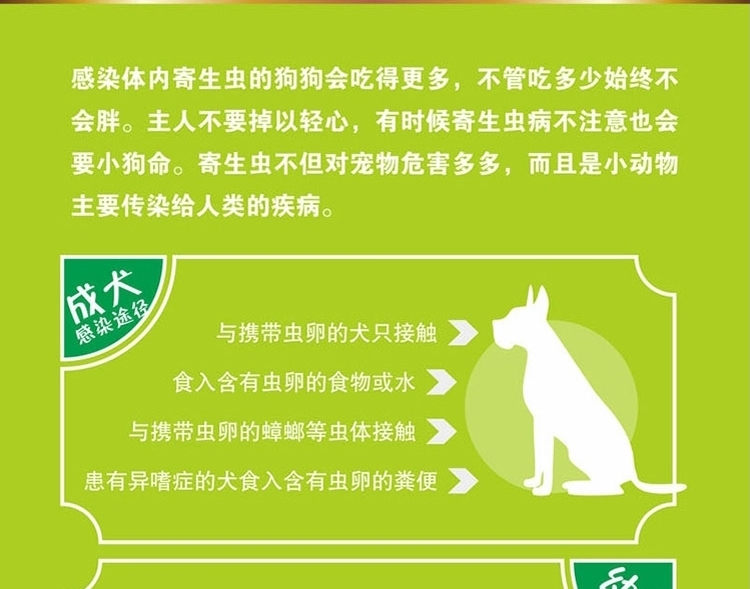 感染体内寄生虫的狗狗会吃得更多，不管吃多少始终不
会胖。主人不要掉以轻心，有时候寄生虫病不注意也会
要小狗命。寄生虫不但对宠物危害多多，而且是小动物
主要传染给人类的疾病。
成犬
感染途径
与携带虫卵的犬只接触
食入含有虫卵的食物或水
与携带虫卵的蟑螂等虫体接触
患有异嗜症的犬食入含有虫卵的粪便